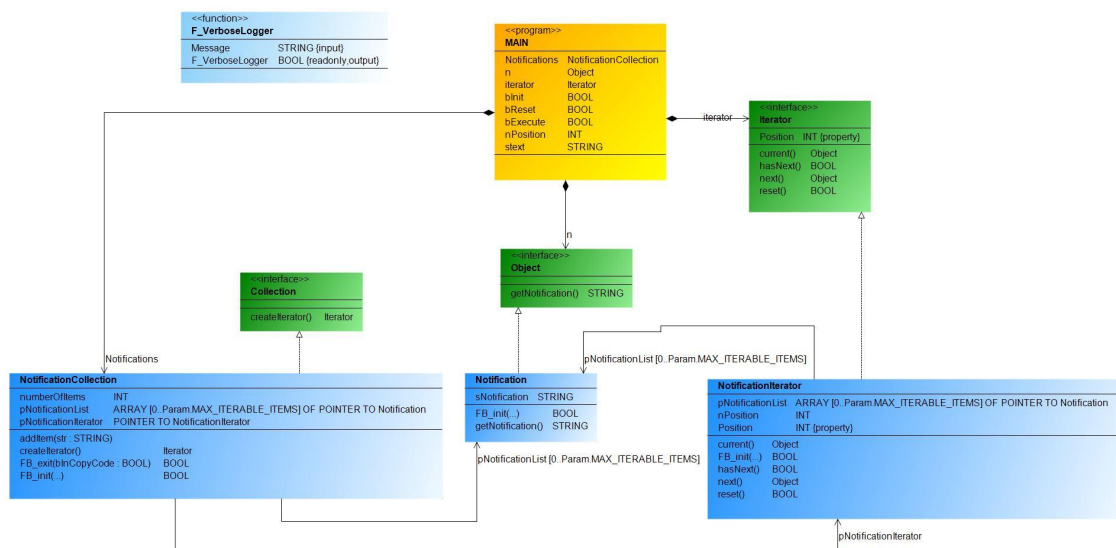 <<function>>
F_VerboseLogger
Message STRING {input}
F_VerboseLogger BOOL {readonly,output}
<<program>>
MAIN
Notifications NotificationCollection
n Object
iterator Iterator
bInit BOOL
bReset BOOL
bExecute BOOL
nPosition INT
stext STRING
iterator
<<interface>>
Iterator
Position INT {property}
current() Object
hasNext() BOOL
next() Object
reset() BOOL
n
<<interface>>
Collection
createIterator() Iterator
<<interface>>
Object
getNotification() STRING
Notifications
pNotificationList [0..Param.MAX_ITERABLE_ITEMS]
NotificationCollection
numberOfItems INT
pNotificationList ARRAY [0..Param.MAX_ITERABLE_ITEMS] OF POINTER TO Notification
pNotificationIterator POINTER TO NotificationIterator
addItem(str : STRING)
createIterator() Iterator
FB_exit(bInCopyCode : BOOL) BOOL
FB_init(...) BOOL
Notification
sNotification STRING
FB_init(...) BOOL
getNotification() STRING
pNotificationList [0..Param.MAX_ITERABLE_ITEMS]
NotificationIterator
pNotificationList ARRAY [0..Param.MAX_ITERABLE_ITEMS] OF POINTER TO Notification
nPosition INT
Position INT {property}
current() Object
FB_init(...) BOOL
hasNext() BOOL
next() Object
reset() BOOL
pNotificationIterator